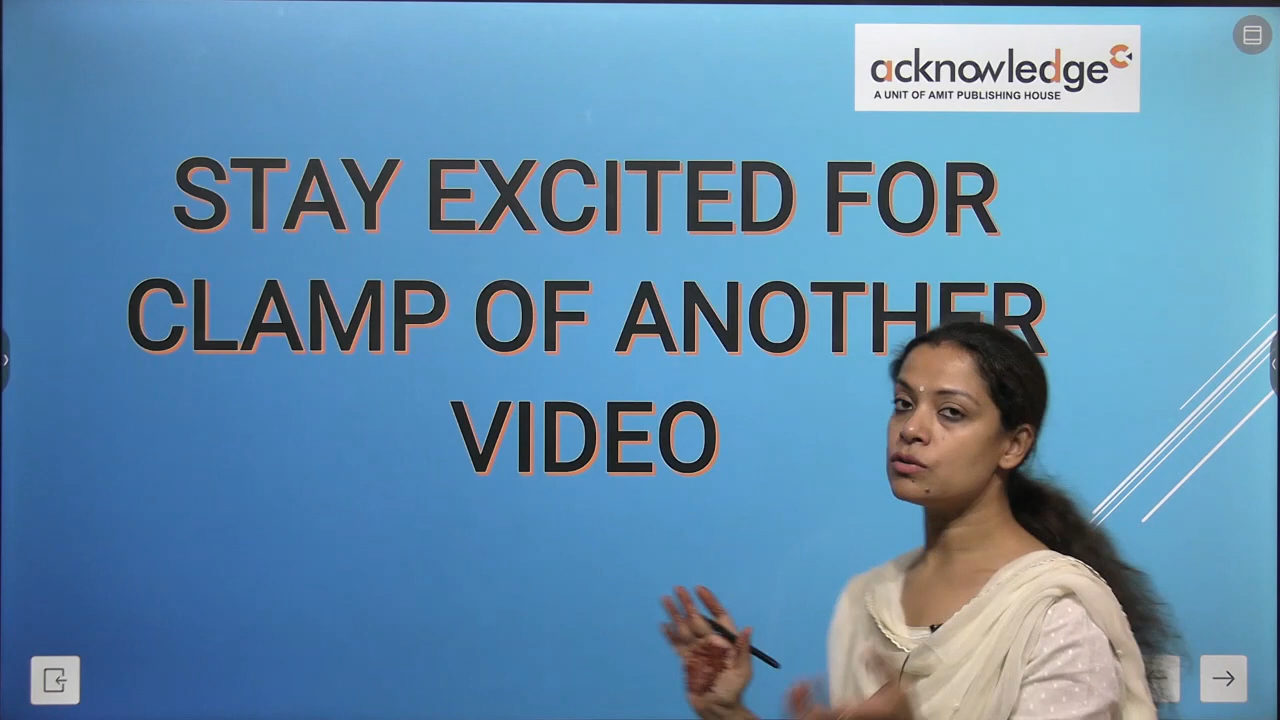 acknowledge
A UNIT OF AMIT PUBLISHING HOUSE
STAY EXCITED FOR
CLAMP OF ANOTHER
VIDEO